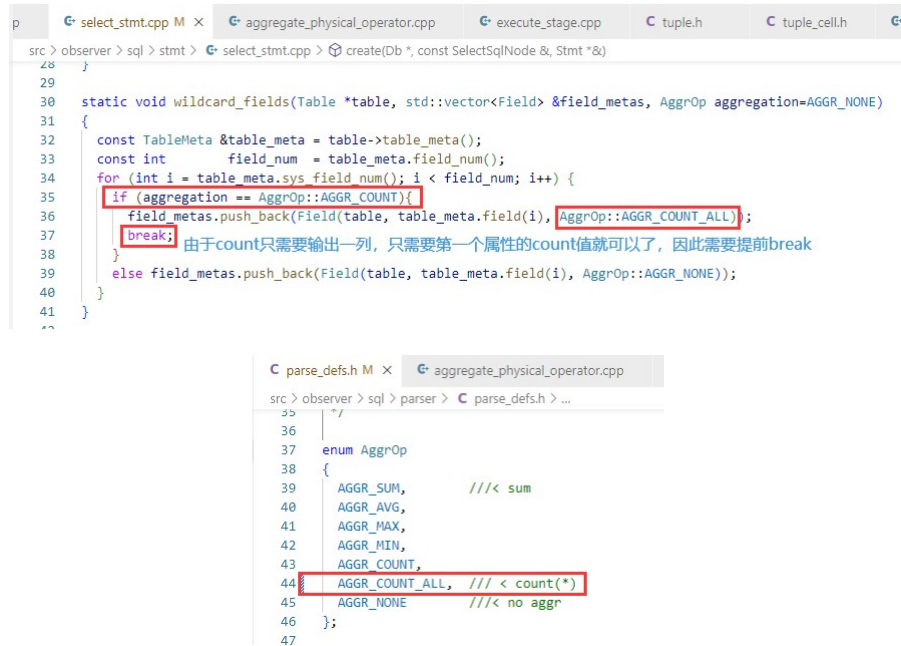 p select_stmt.cpp M × aggregate_physical_operator.cpp execute_stage.cpp C tuple.h C tuple_cell.h
src > observer > sql > stmt > select_stmt.cpp > create(Db *, const SelectSqlNode &, Stmt *&)
28 }
29
30 static void wildcard_fields(Table *table, std::vector<Field> &field_metas, AggrOp aggregation=AGGR_NONE)
31 {
32 const TableMeta &table_meta = table->table_meta();
33 const int field_num = table_meta.field_num();
34 for (int i = table_meta.sys_field_num(); i < field_num; i++) {
35 if (aggregation == AggrOp::AGGR_COUNT){
36 field_metas.push_back(Field(table, table_meta.field(i), AggrOp::AGGR_COUNT_ALL));
37 break; 由于count只需要输出一列，只需要第一个属性的count值就可以了，因此需要提前break
38 }
39 else field_metas.push_back(Field(table, table_meta.field(i), AggrOp::AGGR_NONE));
40 }
41 }
C parse_defs.h M × aggregate_physical_operator.cpp
src > observer > sql > parser > C parse_defs.h > ...
35 */
36
37 enum AggrOp
38 {
39 AGGR_SUM, ///< sum
40 AGGR_AVG,
41 AGGR_MAX,
42 AGGR_MIN,
43 AGGR_COUNT,
44 AGGR_COUNT_ALL, /// < count(*)
45 AGGR_NONE ///< no aggr
46 };
47